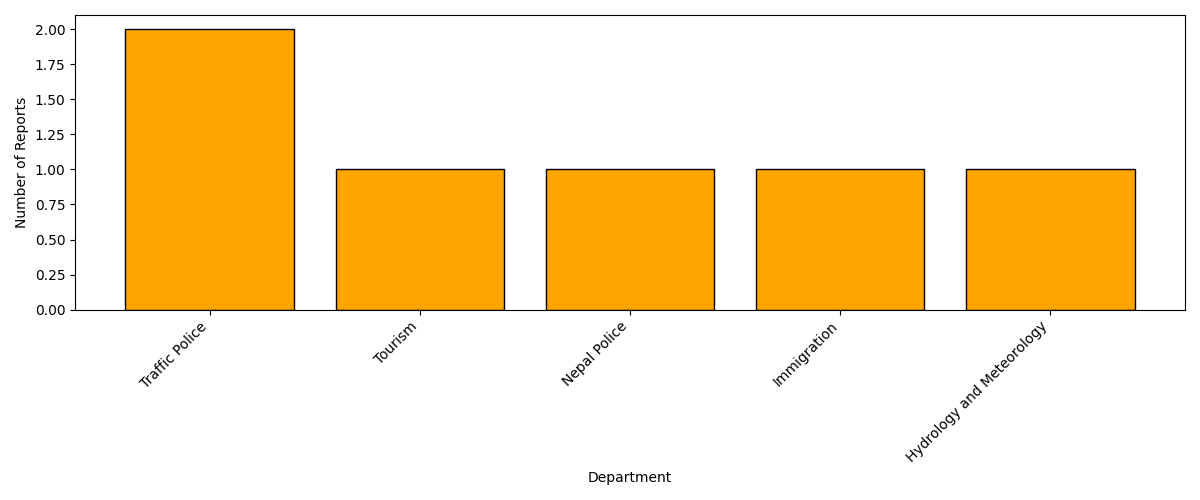 2.00
1.75
1.50
1.25
1.00
0.75
0.50
0.25
0.00
Number of Reports
Traffic Police
Tourism
Nepal Police
Immigration
Hydrology and Meteorology
Department